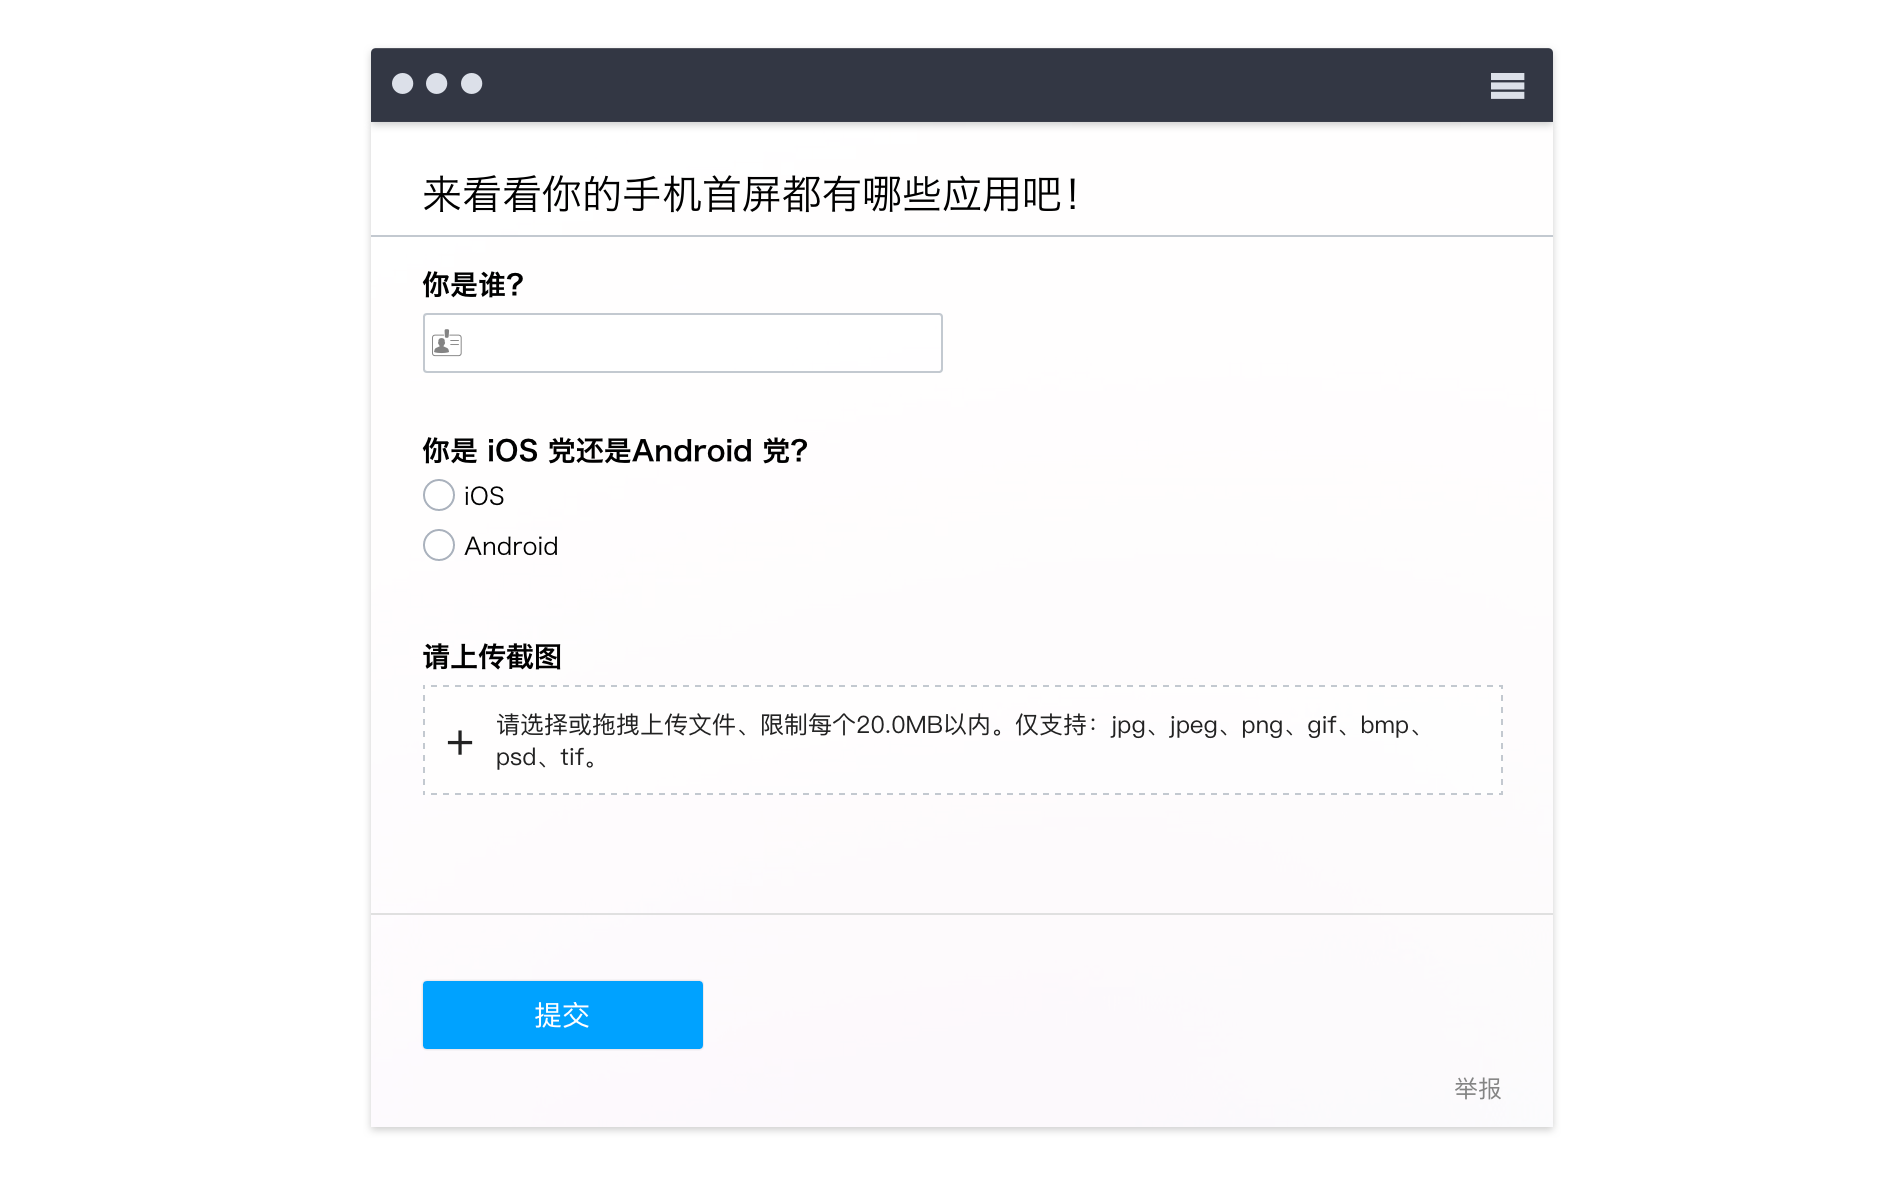 来看看你的手机首屏都有哪些应用吧！
你是谁？
你是 iOS 党还是Android 党？
iOS
Android
请上传截图
请选择或拖拽上传文件、限制每个20.0MB以内。仅支持：jpg、jpeg、png、gif、bmp、
psd、tif。
提交
举报